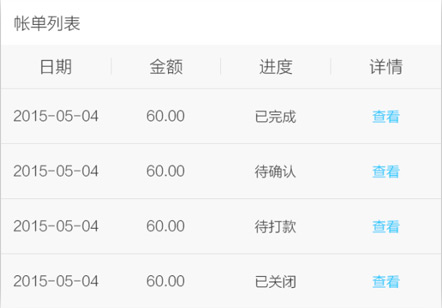 帐单列表
日期 金额 进度 详情
2015-05-04 60.00 已完成 查看
2015-05-04 60.00 待确认 查看
2015-05-04 60.00 待打款 查看
2015-05-04 60.00 已关闭 查看